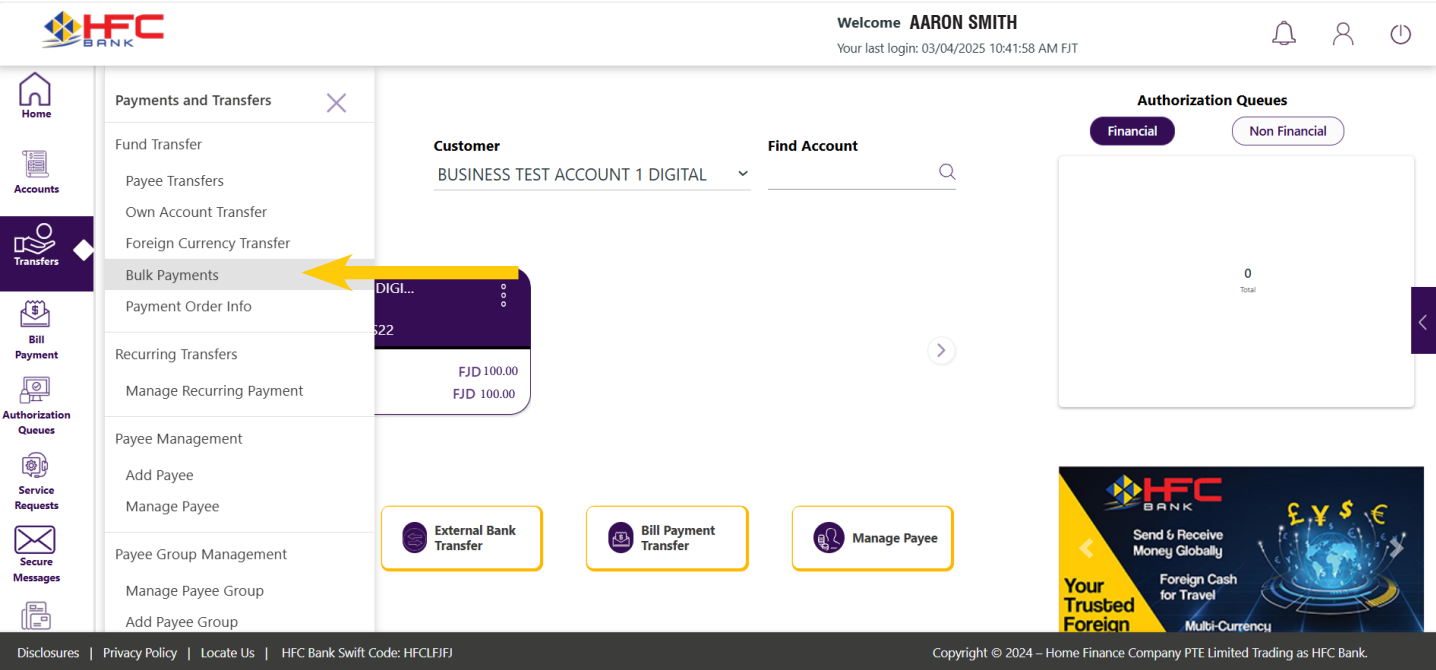 HFC
BANK
Welcome AARON SMITH
Your last login: 03/04/2025 10:41:58 AM FJT
Home
Accounts
Transfers
Bill
Payment
Authorization
Queues
Service
Requests
Secure
Messages
Payments and Transfers
Fund Transfer
Payee Transfers
Own Account Transfer
Foreign Currency Transfer
Bulk Payments
Payment Order Info
Recurring Transfers
Manage Recurring Payment
Payee Management
Add Payee
Manage Payee
Payee Group Management
Manage Payee Group
Add Payee Group
Customer
BUSINESS TEST ACCOUNT 1 DIGITAL
Find Account
DIGI...
S22
FJD 100.00
FJD 100.00
External Bank
Transfer
Bill Payment
Transfer
Manage Payee
Authorization Queues
Financial
Non Financial
0
Total
HFC
BANK
Send & Receive
Money Globally
Foreign Cash
for Travel
Multi-Currency
Your
Trusted
Foreign
£ ¥ $ €
Disclosures | Privacy Policy | Locate Us | HFC Bank Swift Code: HFCLFJFJ
Copyright © 2024 – Home Finance Company PTE Limited Trading as HFC Bank.